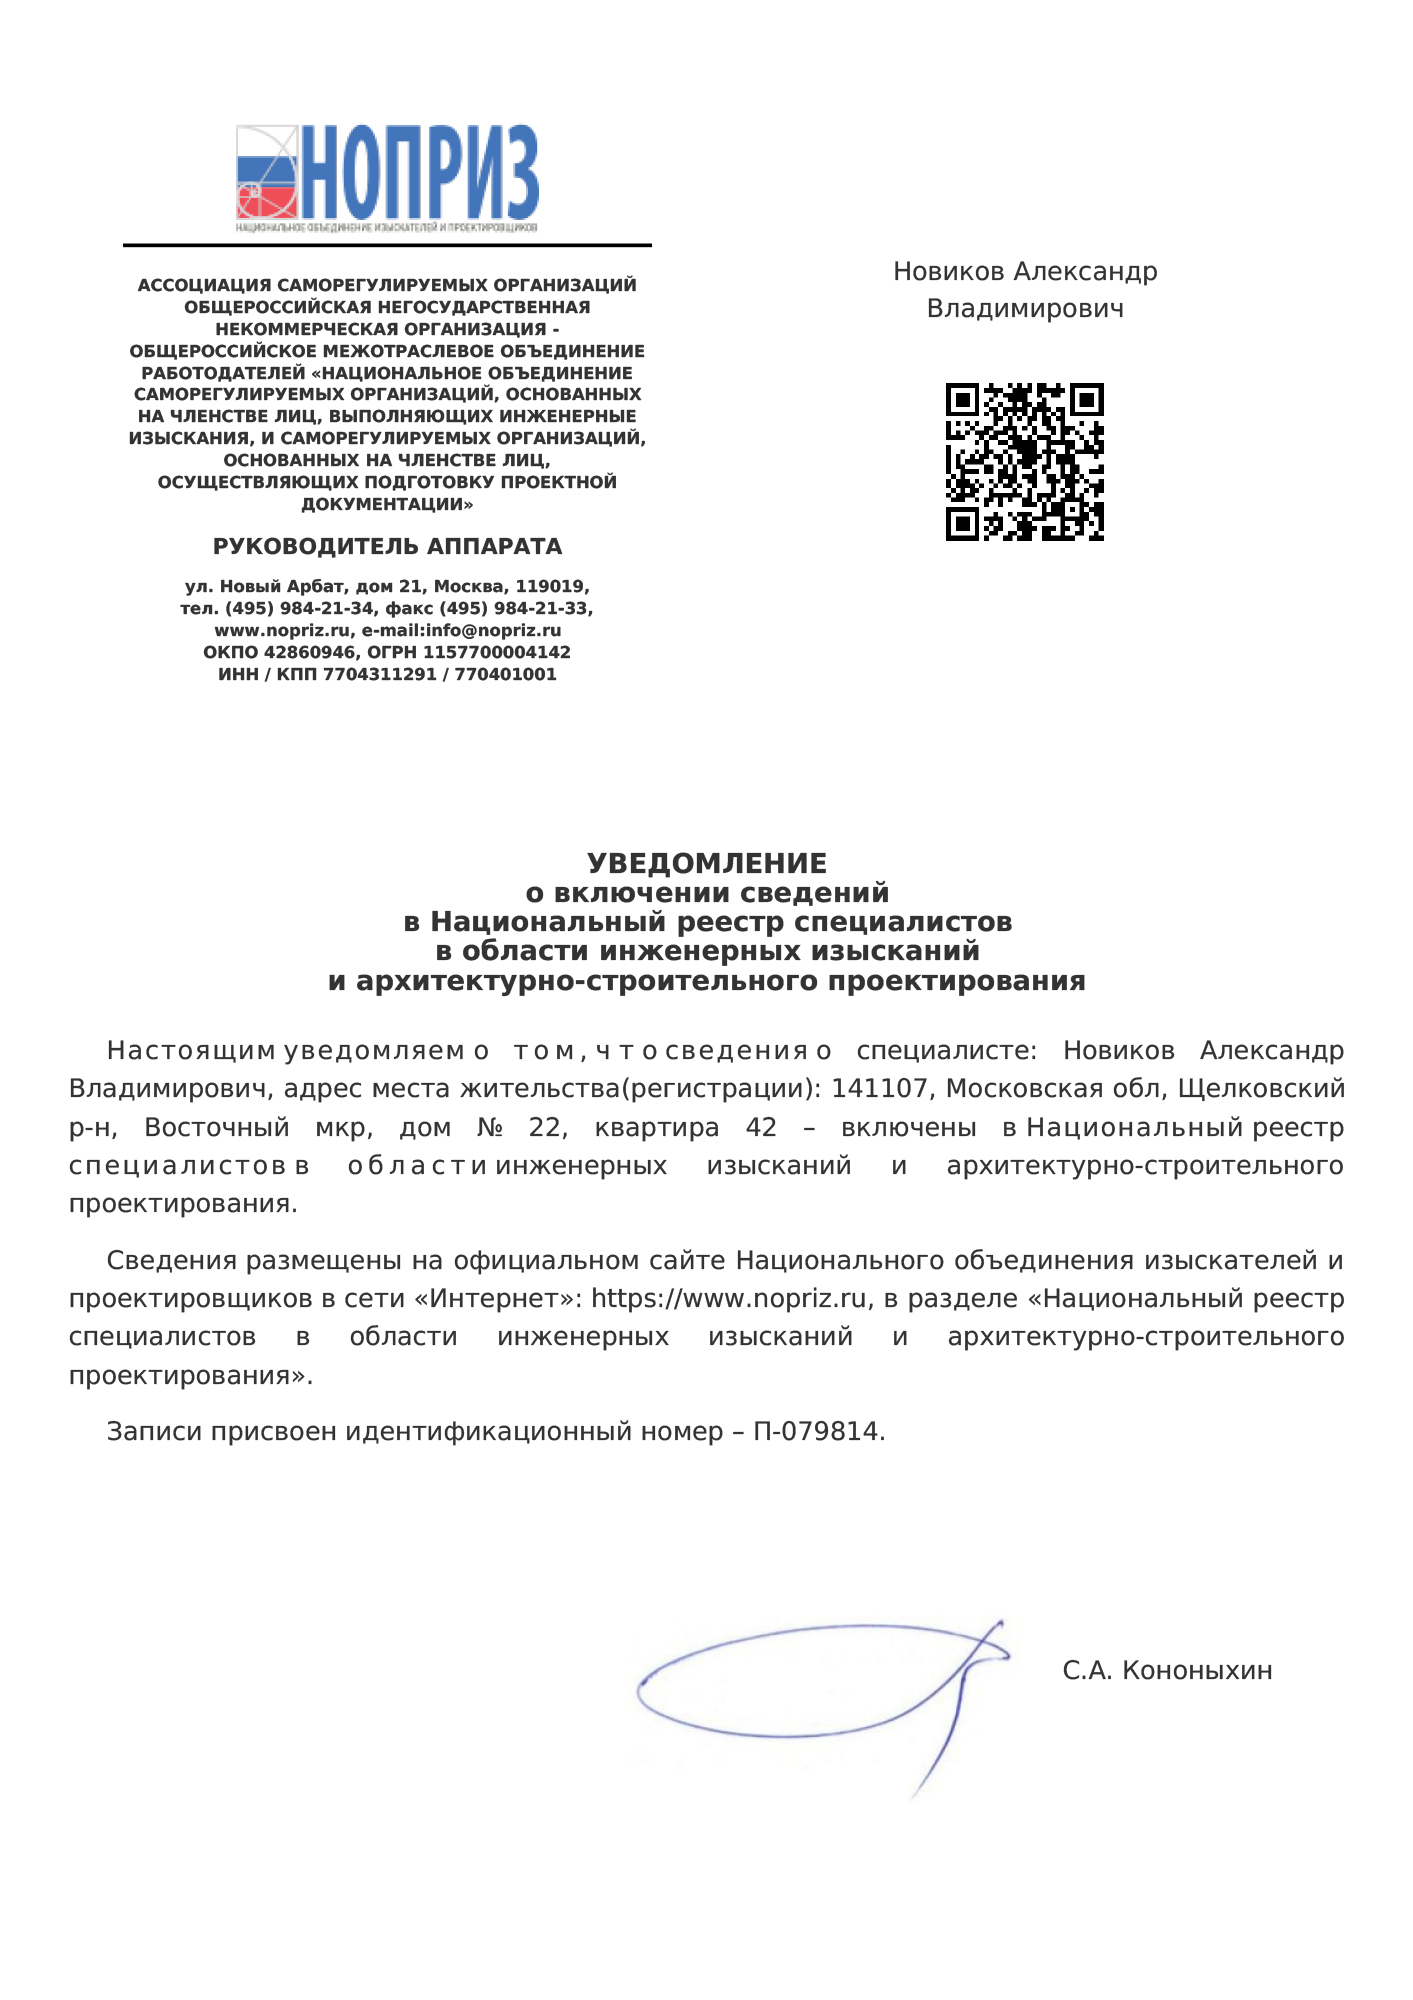 НОПРИЗ
НАЦИОНАЛЬНОЕ ОБЪЕДИНЕНИЕ ИЗЫСКАТЕЛЕЙ И ПРОЕКТИРОВЩИКОВ
АССОЦИАЦИЯ САМОРЕГУЛИРУЕМЫХ ОРГАНИЗАЦИЙ
ОБЩЕРОССИЙСКАЯ НЕГОСУДАРСТВЕННАЯ
НЕКОММЕРЧЕСКАЯ ОРГАНИЗАЦИЯ -
ОБЩЕРОССИЙСКОЕ МЕЖОТРАСЛЕВОЕ ОБЪЕДИНЕНИЕ
РАБОТОДАТЕЛЕЙ «НАЦИОНАЛЬНОЕ ОБЪЕДИНЕНИЕ
САМОРЕГУЛИРУЕМЫХ ОРГАНИЗАЦИЙ, ОСНОВАННЫХ
НА ЧЛЕНСТВЕ ЛИЦ, ВЫПОЛНЯЮЩИХ ИНЖЕНЕРНЫЕ
ИЗЫСКАНИЯ, И САМОРЕГУЛИРУЕМЫХ ОРГАНИЗАЦИЙ,
ОСНОВАННЫХ НА ЧЛЕНСТВЕ ЛИЦ,
ОСУЩЕСТВЛЯЮЩИХ ПОДГОТОВКУ ПРОЕКТНОЙ
ДОКУМЕНТАЦИИ»
РУКОВОДИТЕЛЬ АППАРАТА
ул. Новый Арбат, дом 21, Москва, 119019,
тел. (495) 984-21-34, факс (495) 984-21-33,
www.nopriz.ru, e-mail:info@nopriz.ru
ОКПО 42860946, ОГРН 1157700004142
ИНН / КПП 7704311291 / 770401001
Новиков Александр
Владимирович
УВЕДОМЛЕНИЕ
о включении сведений
в Национальный реестр специалистов
в области инженерных изысканий
и архитектурно-строительного проектирования
Настоящим уведомляем о том, что сведения о специалисте: Новиков Александр
Владимирович, адрес места жительства(регистрации): 141107, Московская обл, Щелковский
р-н, Восточный мкр, дом № 22, квартира 42 – включены в Национальный реестр
специалистов в области инженерных изысканий и архитектурно-строительного
проектирования.
Сведения размещены на официальном сайте Национального объединения изыскателей и
проектировщиков в сети «Интернет»: https://www.nopriz.ru, в разделе «Национальный реестр
специалистов в области инженерных изысканий и архитектурно-строительного
проектирования».
Записи присвоен идентификационный номер – П-079814.
С.А. Кононыхин